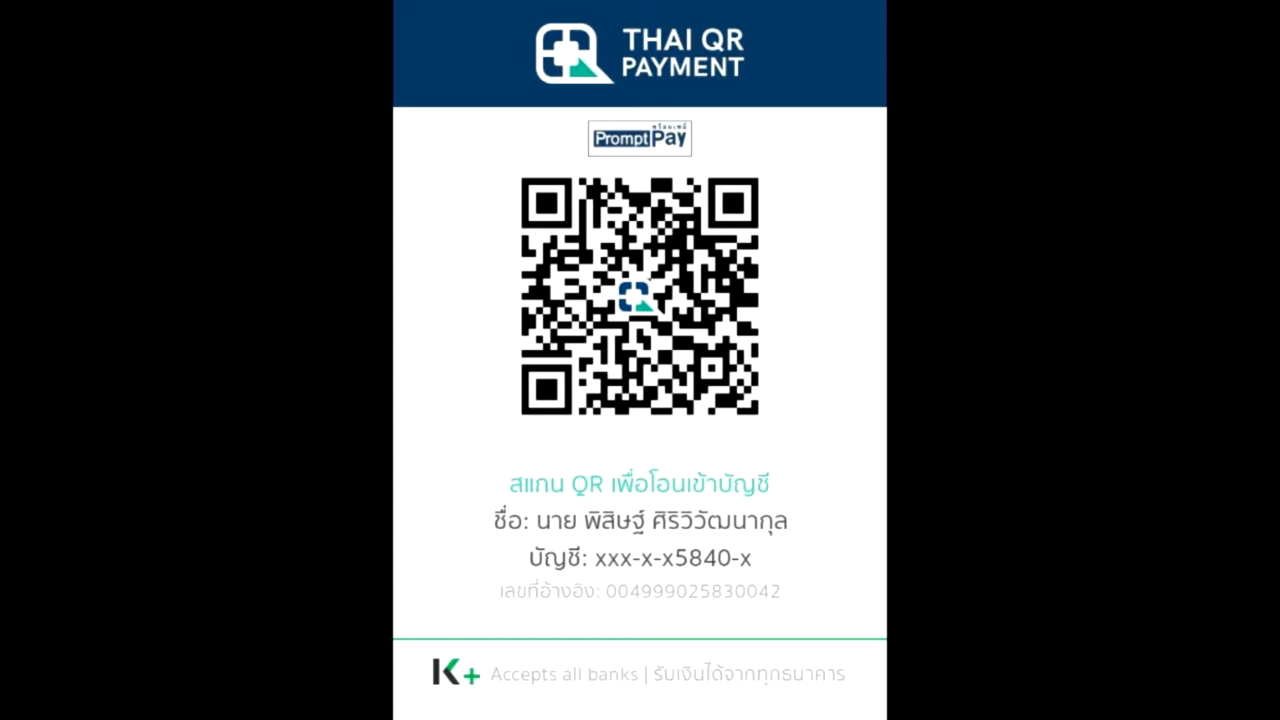 THAI QR
PAYMENT
พร้อมเพย์
PromptPay
สแกน QR เพื่อโอนเข้าบัญชี
ชื่อ: นาย พิสิษฐ์ ศิริวิวัฒนากุล
บัญชี: xxx-x-x5840-x
เลขที่อ้างอิง: 004999025830042
K+ Accepts all banks | รับเงินได้จากทุกธนาคาร